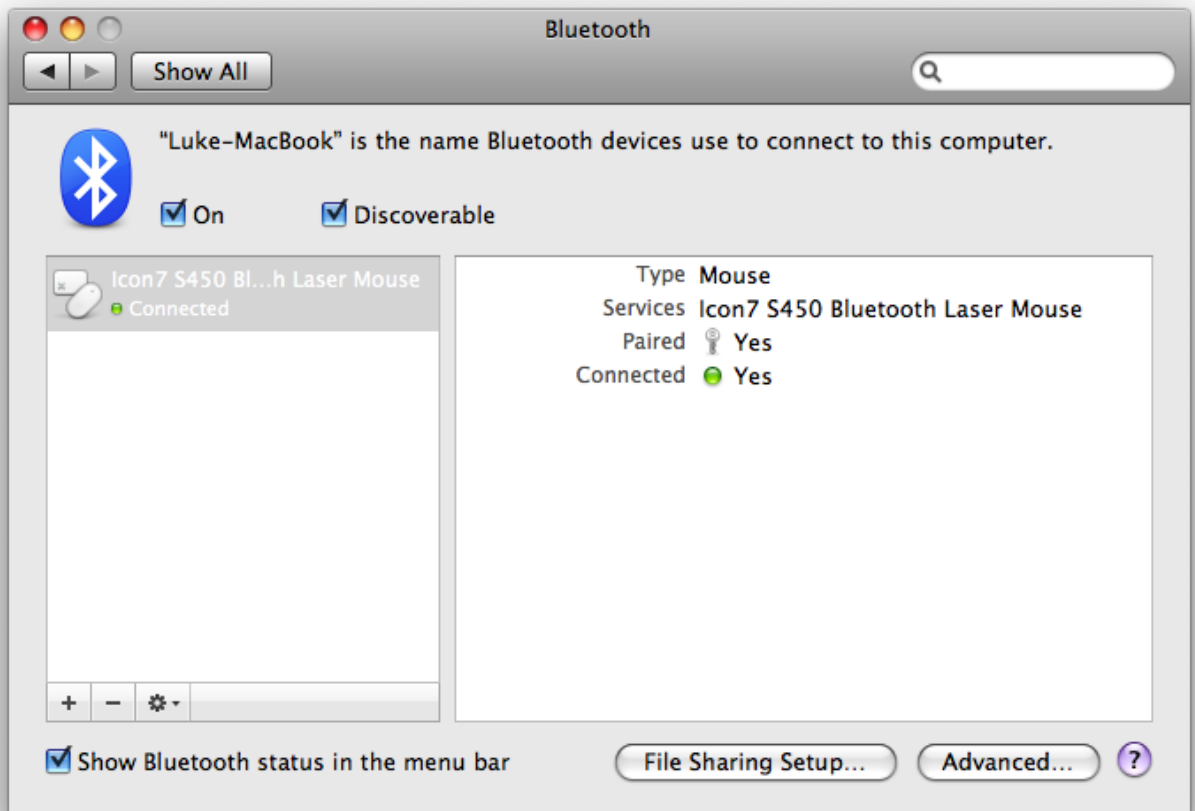 Bluetooth
Show All
“Luke-MacBook” is the name Bluetooth devices use to connect to this computer.
On Discoverable
Icon7 S450 Bl...h Laser Mouse
Connected
Type Mouse
Services Icon7 S450 Bluetooth Laser Mouse
Paired Yes
Connected Yes
+ −
Show Bluetooth status in the menu bar File Sharing Setup... Advanced... ?